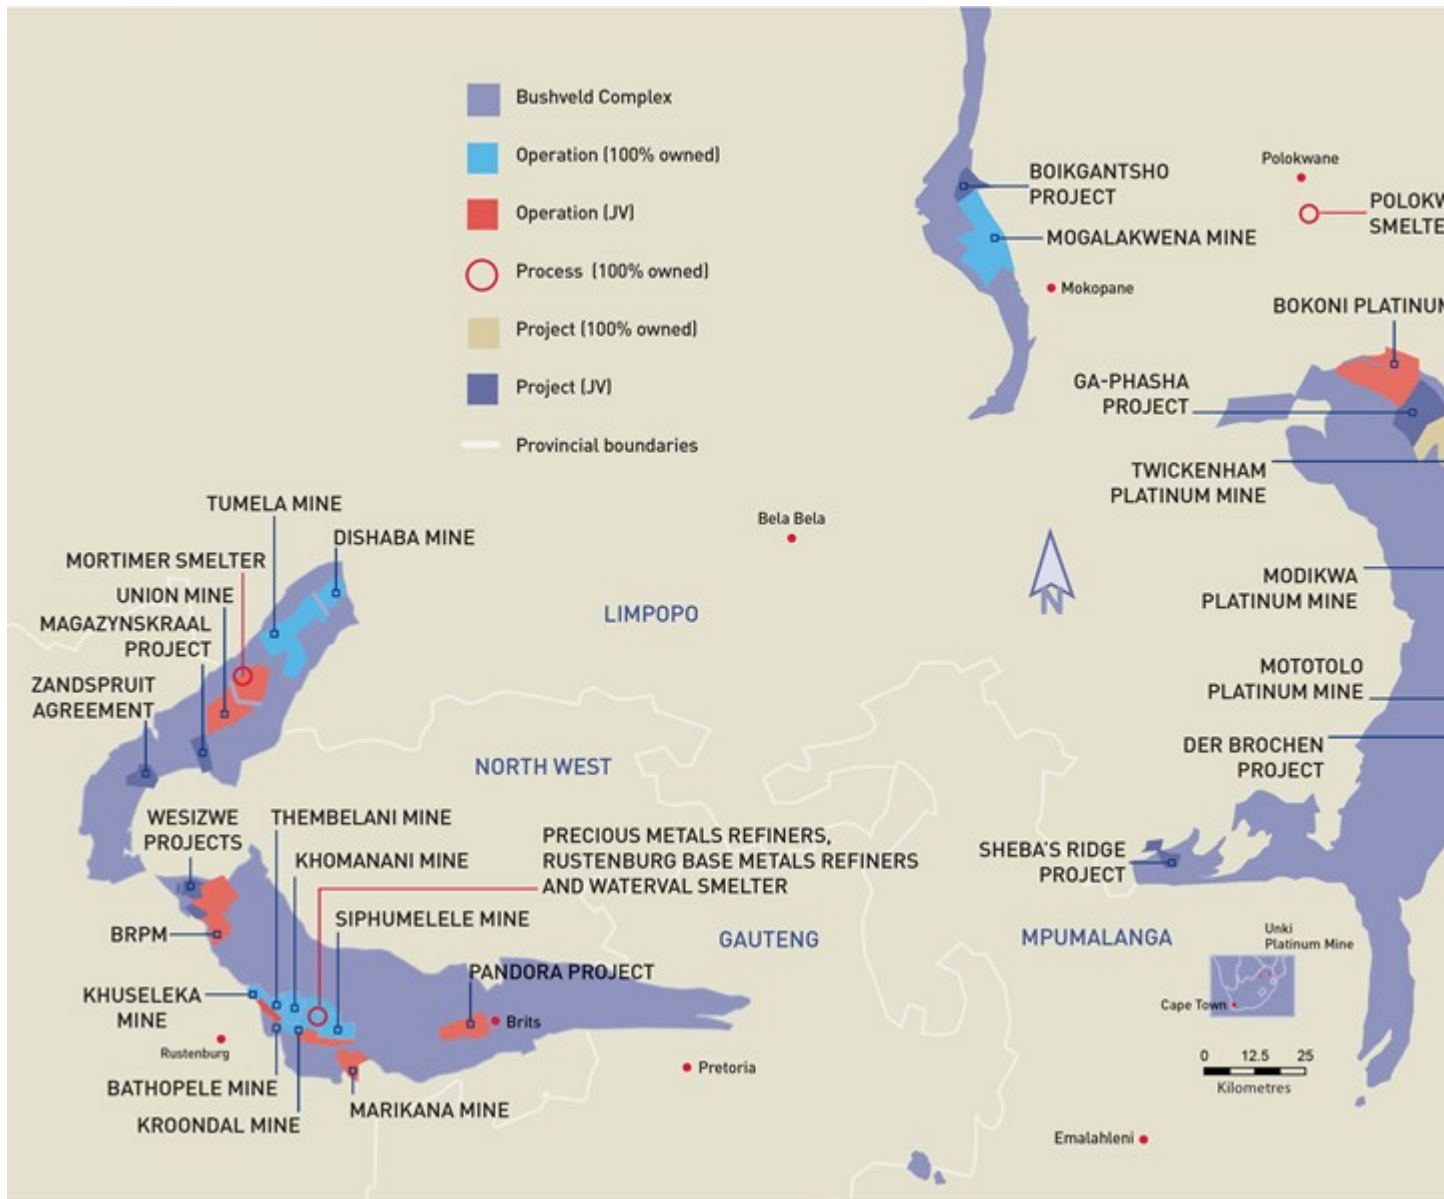 Bushveld Complex
Operation (100% owned)
Operation (JV)
Process (100% owned)
Project (100% owned)
Project (JV)
Provincial boundaries
BOIKGANTSHO
PROJECT
MOGALAKWENA MINE
Mokopane
Polokwane
POLOKW
SMELTE
BOKONI PLATINUM
GA-PHASHA
PROJECT
TWICKENHAM
PLATINUM MINE
MODIKWA
PLATINUM MINE
MOTOTOLO
PLATINUM MINE
DER BROCHEN
PROJECT
SHEBA'S RIDGE
PROJECT
TUMELA MINE
DISHABA MINE
MORTIMER SMELTER
UNION MINE
MAGAZYNSKRAAL
PROJECT
ZANDSPRUIT
AGREEMENT
Bela Bela
LIMPOPO
N
NORTH WEST
WESIZWE
PROJECTS
THEMBELANI MINE
KHOMANANI MINE
PRECIOUS METALS REFINERS,
RUSTENBURG BASE METALS REFINERS
AND WATERVAL SMELTER
SIPHUMELELE MINE
BRPM
PANDORA PROJECT
GAUTENG
MPUMALANGA
KHUSELEKA
MINE
Rustenburg
BATHOPELE MINE
KROONDAL MINE
MARIKANA MINE
Brits
Pretoria
Unki
Platinum Mine
Cape Town
0 12.5 25
Kilometres
Emalahleni